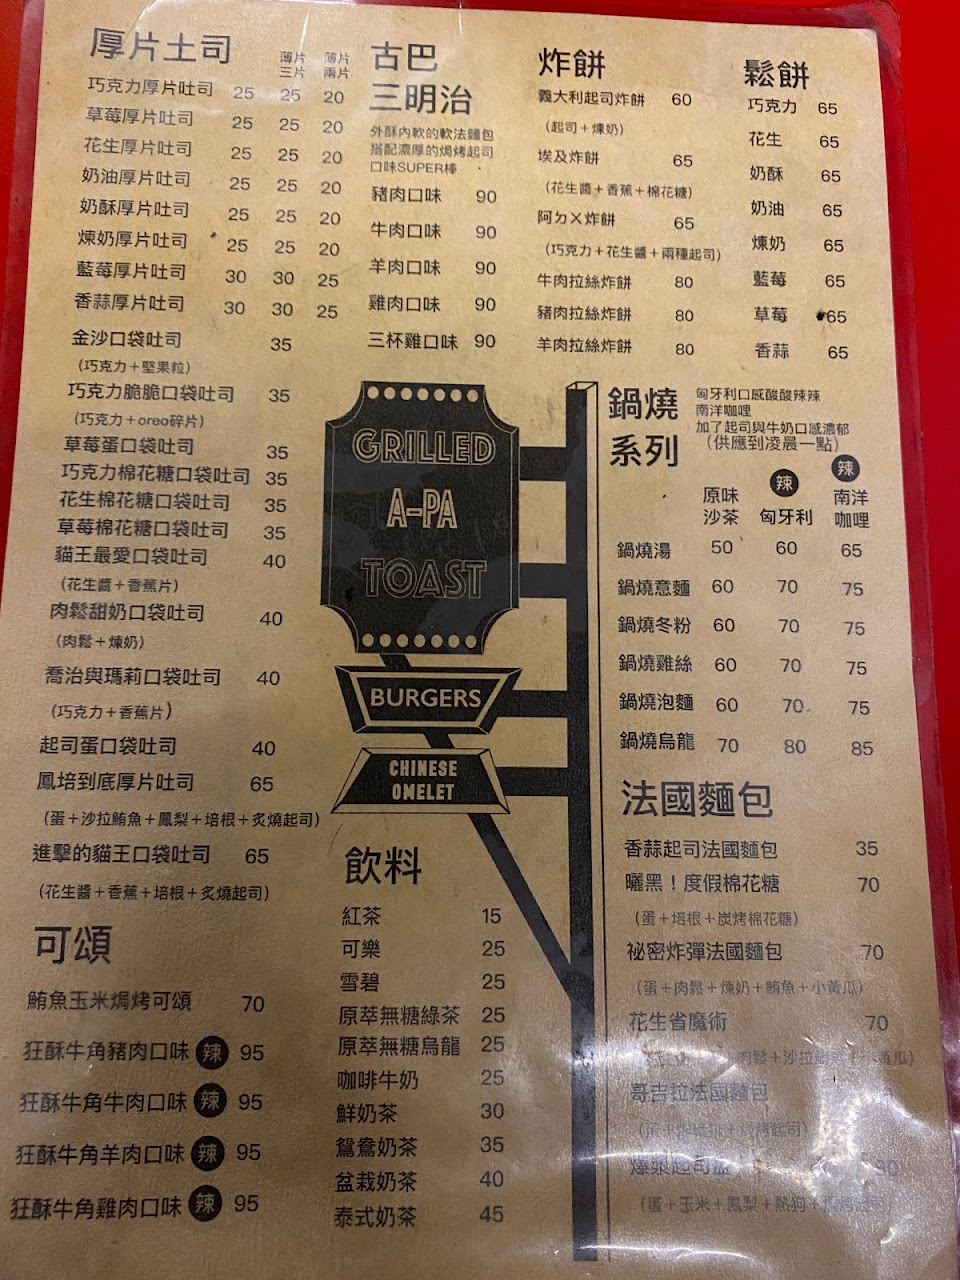 厚片土司
薄片三片 薄片兩片
巧克力厚片吐司 25 25 20
草莓厚片吐司 25 25 20
花生厚片吐司 25 25 20
奶油厚片吐司 25 25 20
奶酥厚片吐司 25 25 20
煉奶厚片吐司 25 25 20
藍莓厚片吐司 30 30 25
香蒜厚片吐司 30 30 25
金沙口袋吐司 35
(巧克力+堅果粒)
巧克力脆脆口袋吐司 35
(巧克力+oreo碎片)
草莓蛋口袋吐司 35
巧克力棉花糖口袋吐司 35
花生棉花糖口袋吐司 35
草莓棉花糖口袋吐司 35
貓王最愛口袋吐司 40
(花生醬+香蕉片)
肉鬆甜奶口袋吐司 40
(肉鬆+煉奶)
喬治與瑪莉口袋吐司 40
(巧克力+香蕉片)
起司蛋口袋吐司 40
鳳培到底厚片吐司 65
(蛋+沙拉鮪魚+鳳梨+培根+炙燒起司)
進擊的貓王口袋吐司 65
(花生醬+香蕉+培根+炙燒起司)
可頌
鮪魚玉米焗烤可頌 70
狂酥牛角豬肉口味 辣 95
狂酥牛角牛肉口味 辣 95
狂酥牛角羊肉口味 辣 95
狂酥牛角雞肉口味 辣 95
古巴
三明治
外酥內軟的軟法麵包
搭配濃厚的焗烤起司
口味SUPER棒
豬肉口味 90
牛肉口味 90
羊肉口味 90
雞肉口味 90
三杯雞口味 90
GRILLED
A-PA
TOAST
BURGERS
CHINESE
OMELET
飲料
紅茶 15
可樂 25
雪碧 25
原萃無糖綠茶 25
原萃無糖烏龍 25
咖啡牛奶 25
鮮奶茶 30
鴛鴦奶茶 35
盆栽奶茶 40
泰式奶茶 45
炸餅
義大利起司炸餅 60
(起司+煉奶)
埃及炸餅 65
(花生醬+香蕉+棉花糖)
阿ㄉㄨ炸餅 65
(巧克力+花生醬+兩種起司)
牛肉拉絲炸餅 80
豬肉拉絲炸餅 80
羊肉拉絲炸餅 80
鬆餅
巧克力 65
花生 65
奶酥 65
奶油 65
煉奶 65
藍莓 65
草莓 65
香蒜 65
鍋燒
系列
匈牙利口感酸酸辣辣
南洋咖哩
加了起司與牛奶口感濃郁
(供應到凌晨一點)
原味沙茶 辣 匈牙利 辣 南洋咖哩
鍋燒湯 50 60 65
鍋燒意麵 60 70 75
鍋燒冬粉 60 70 75
鍋燒雞絲 60 70 75
鍋燒泡麵 60 70 75
鍋燒烏龍 70 80 85
法國麵包
香蒜起司法國麵包 35
曬黑!度假棉花糖 70
(蛋+培根+炭烤棉花糖)
祕密炸彈法國麵包 70
(蛋+肉鬆+煉奶+鮪魚+小黃瓜)
花生省魔術 70
肉鬆+沙拉 小黃瓜)
哥吉拉法國麵包
爆漿起司 80
(蛋+玉米+鳳梨+熱狗+